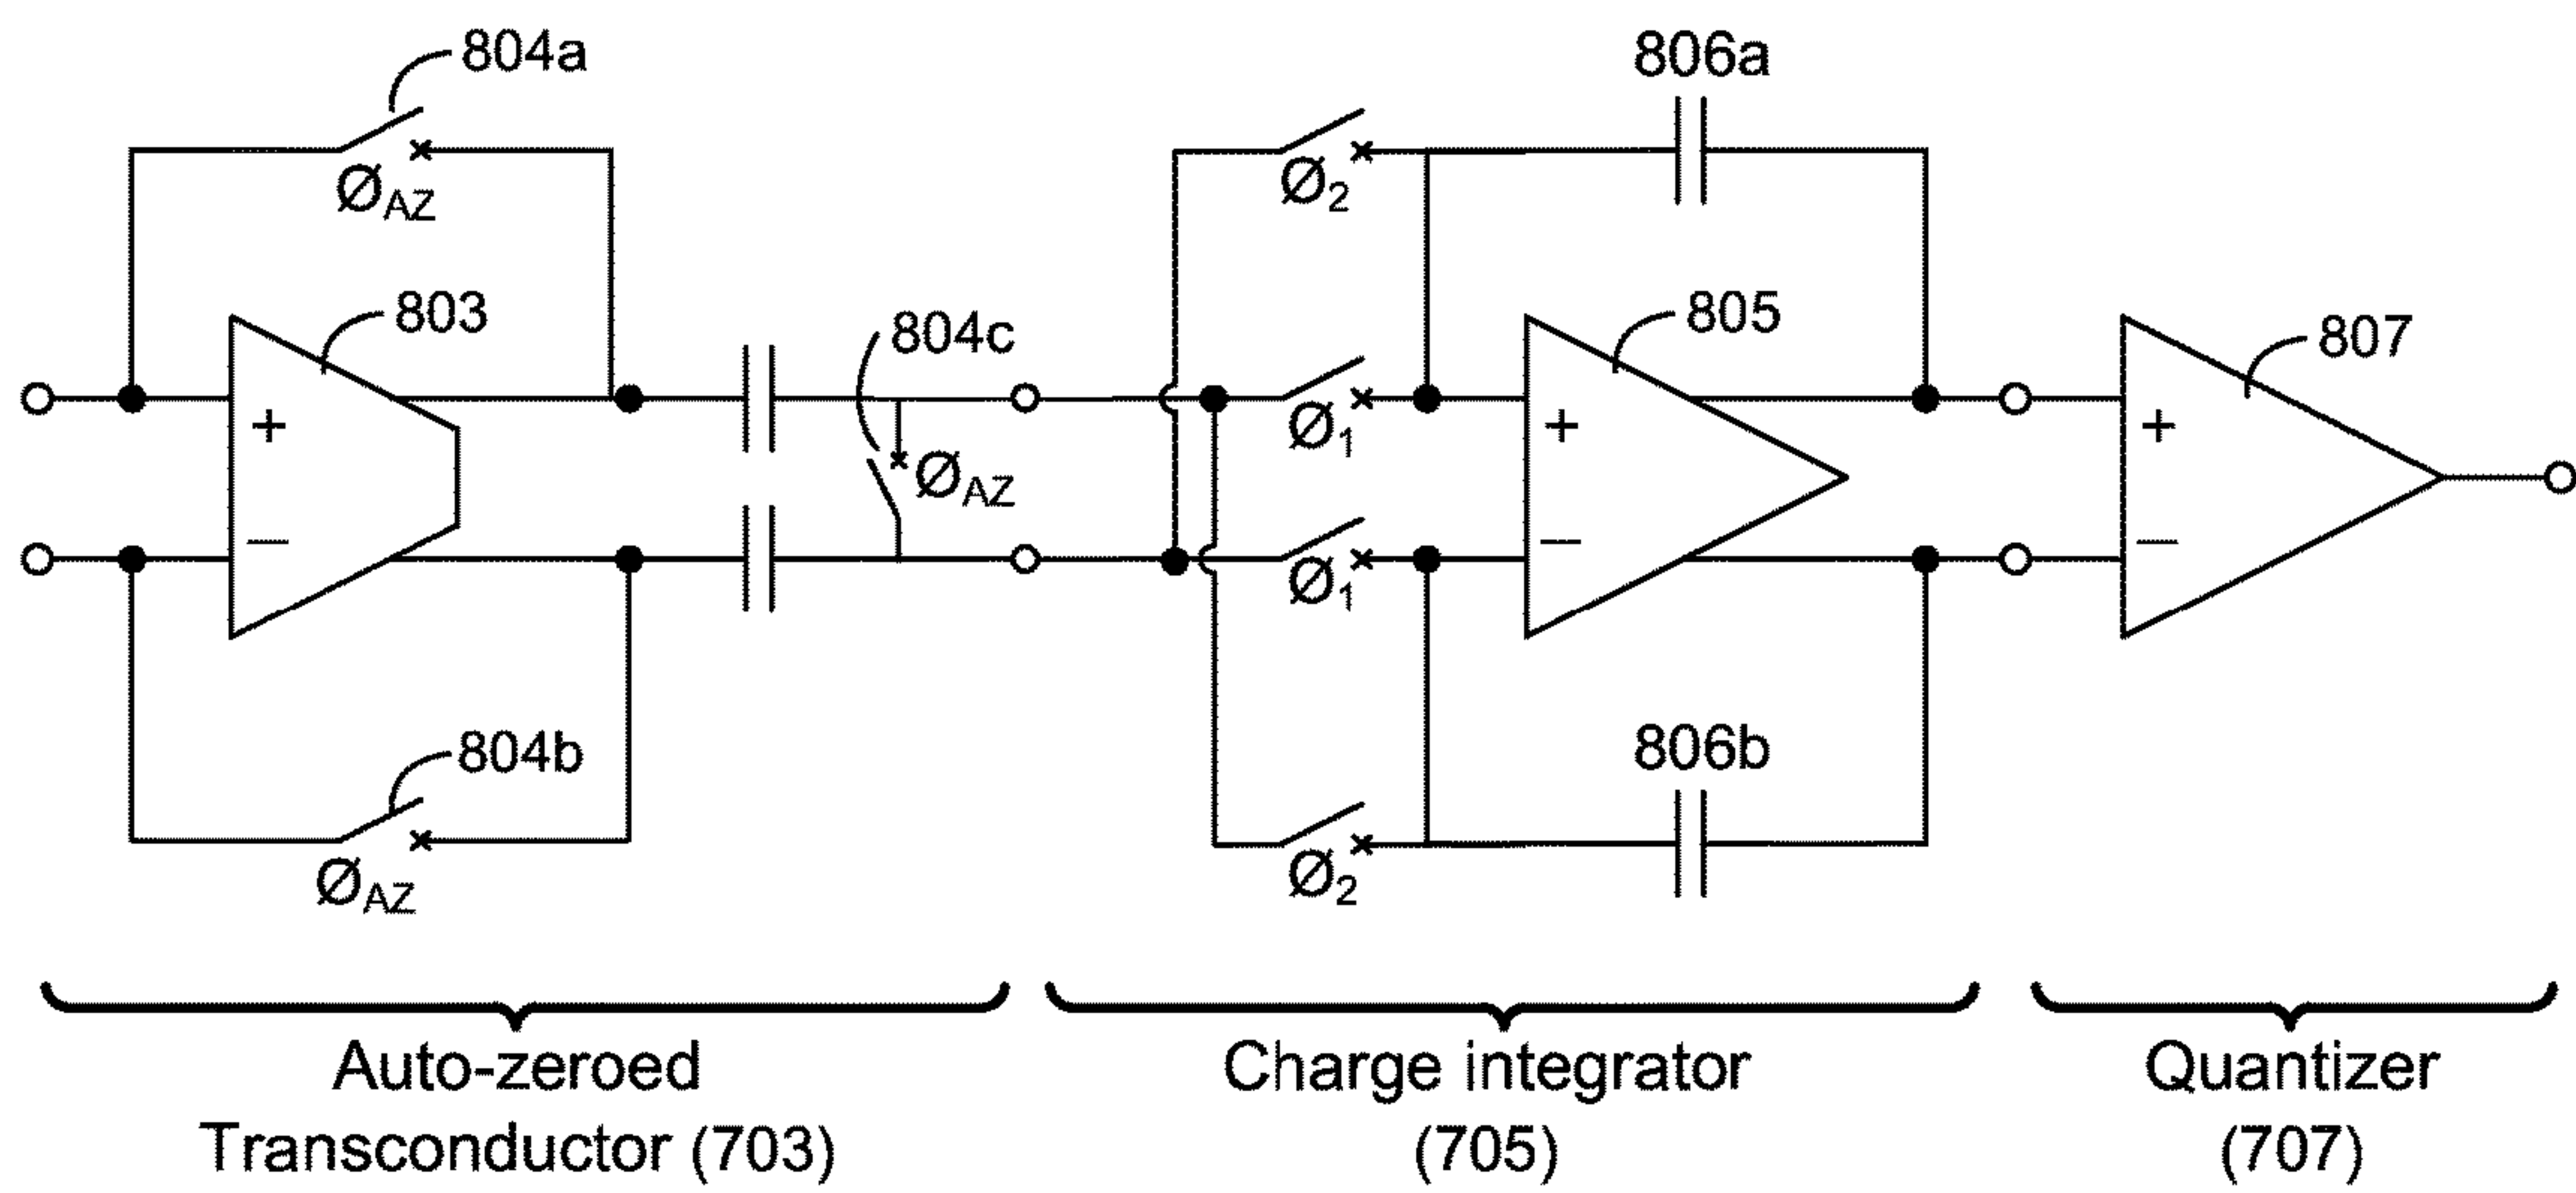 804a
806a
Ø2
ØAZ
803
804c
805
807
+
Ø1
+
+
ØAZ
–
–
–
Ø1
804b
806b
ØAZ
Ø2
Auto-zeroed
Transconductor (703)
Charge integrator
(705)
Quantizer
(707)